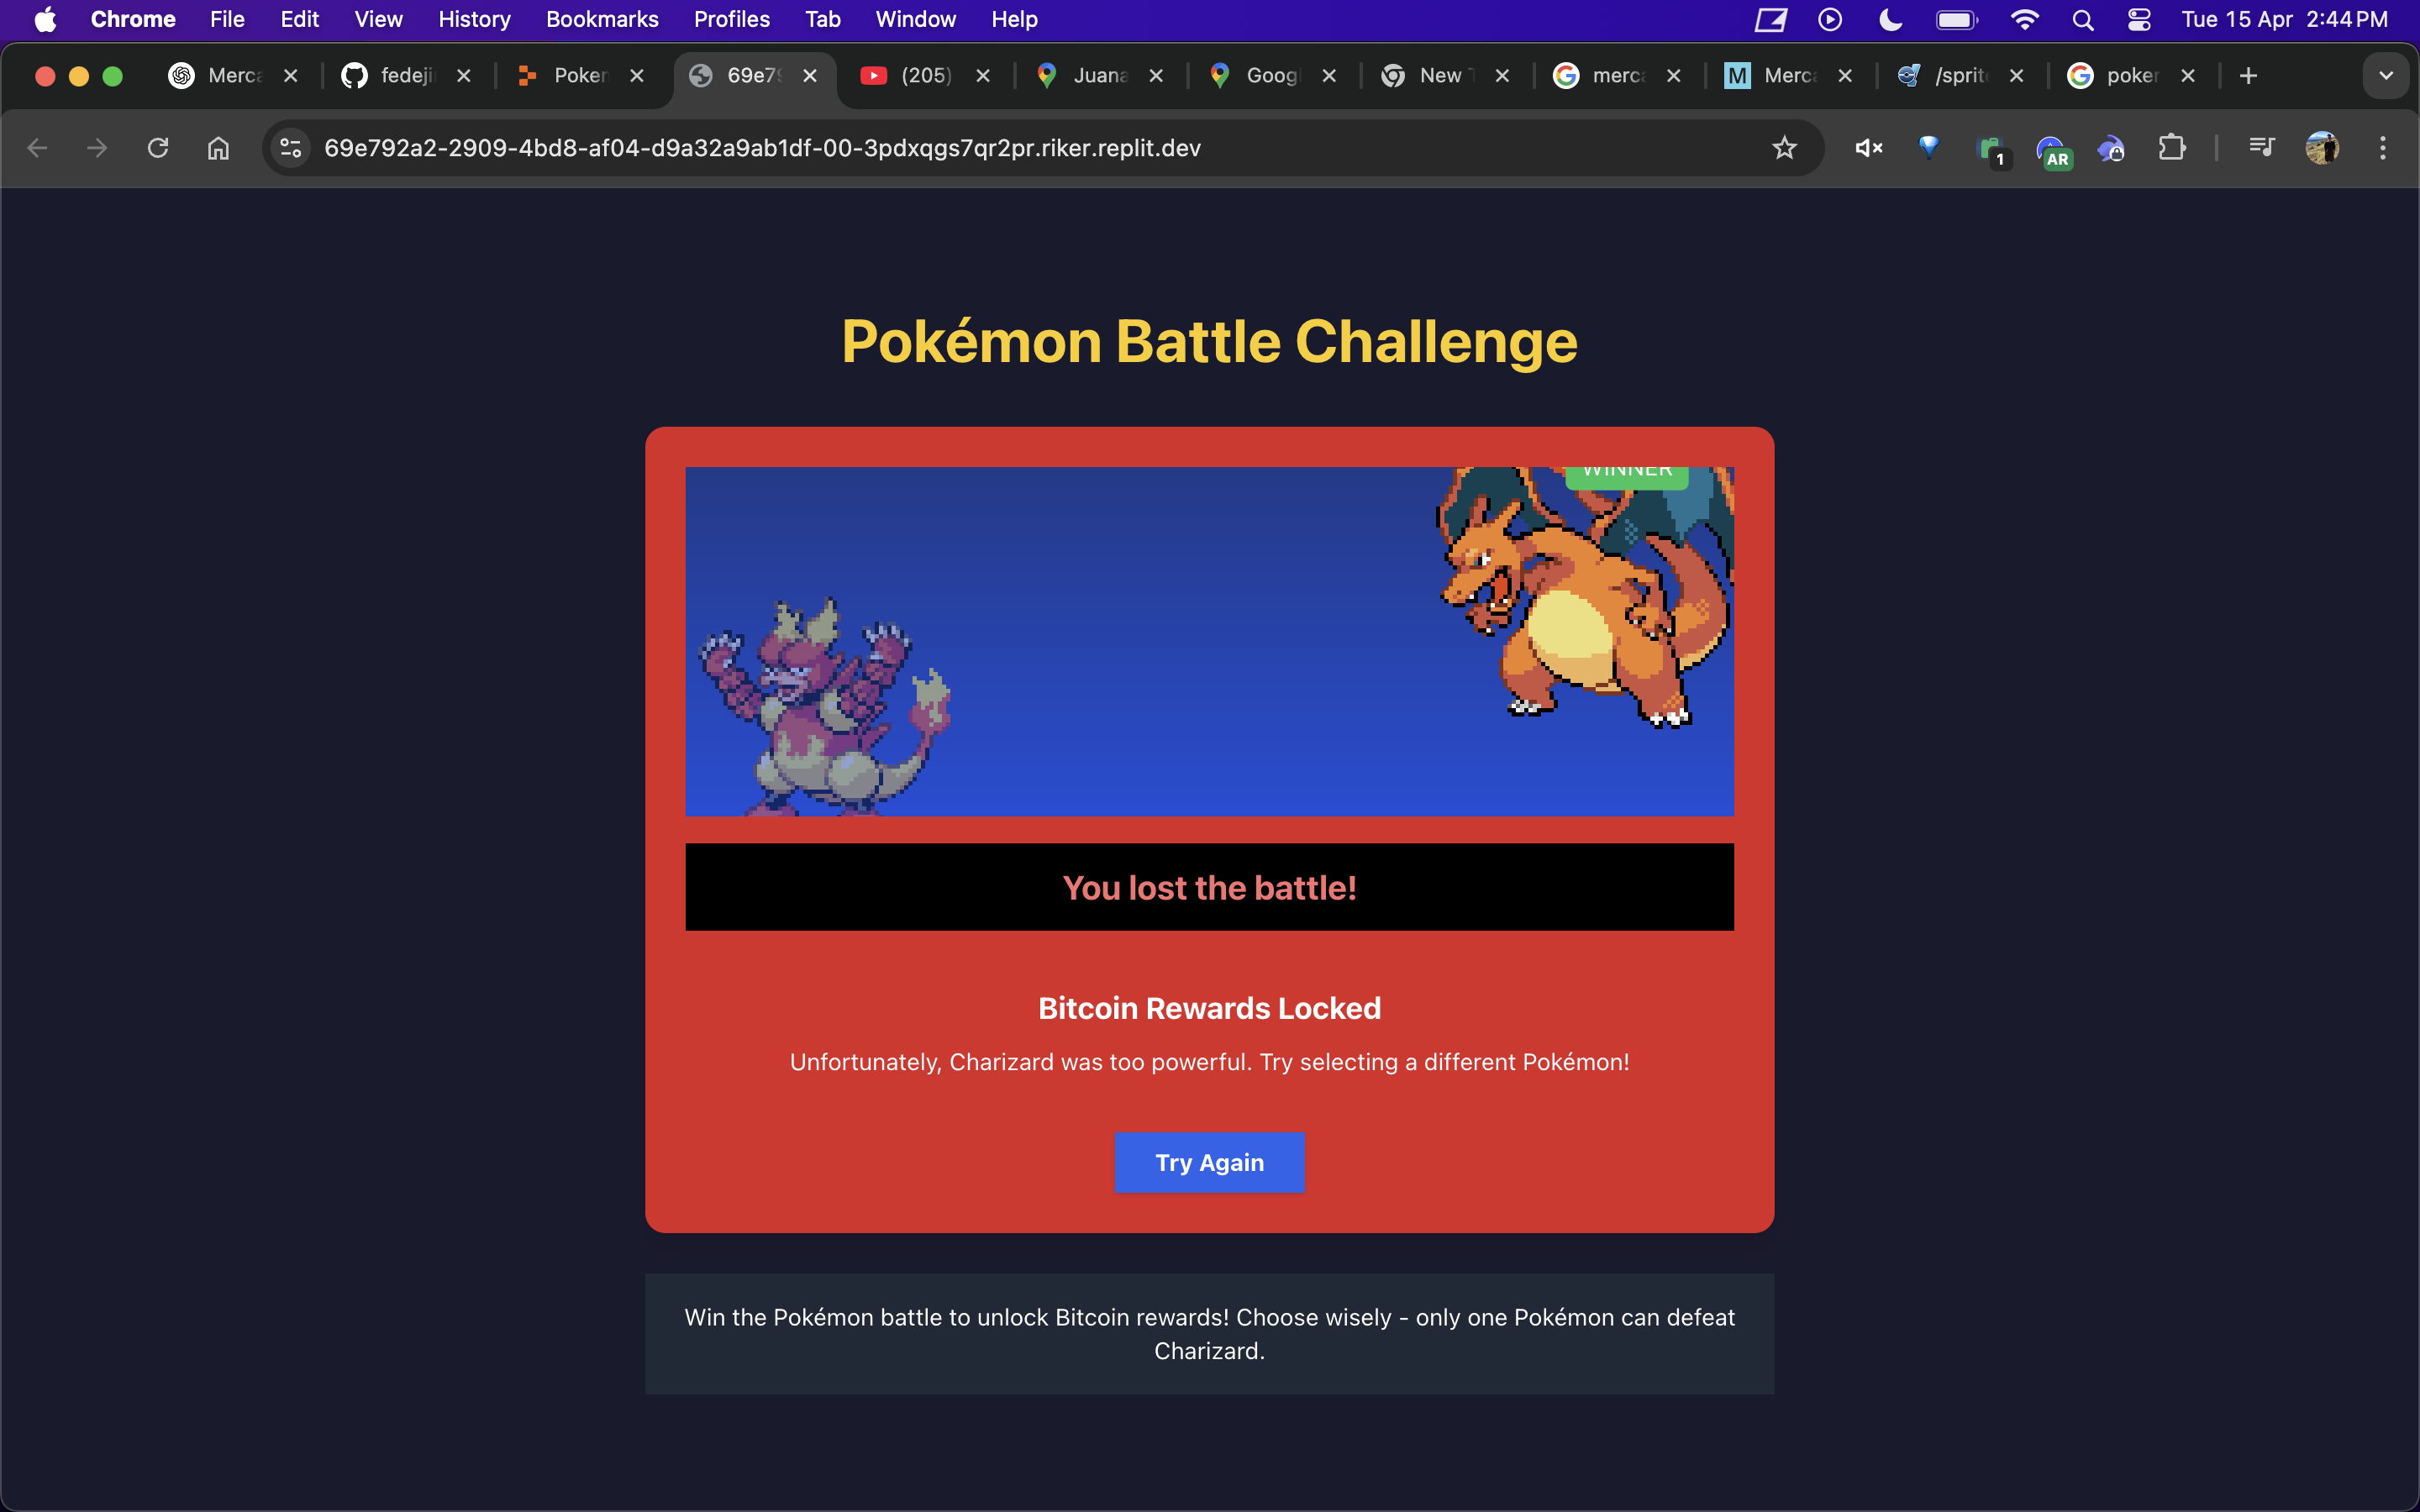 Chrome File Edit View History Bookmarks Profiles Tab Window Help Tue 15 Apr 2:44 PM
Merca fedeji Poker 69e79 (205) Juana Goog New merca Merca /sprit poker
69e792a2-2909-4bd8-af04-d9a32a9ab1df-00-3pdxqgs7qr2pr.riker.replit.dev
1 AR
Pokémon Battle Challenge
WINNER
You lost the battle!
Bitcoin Rewards Locked
Unfortunately, Charizard was too powerful. Try selecting a different Pokémon!
Try Again
Win the Pokémon battle to unlock Bitcoin rewards! Choose wisely - only one Pokémon can defeat
Charizard.